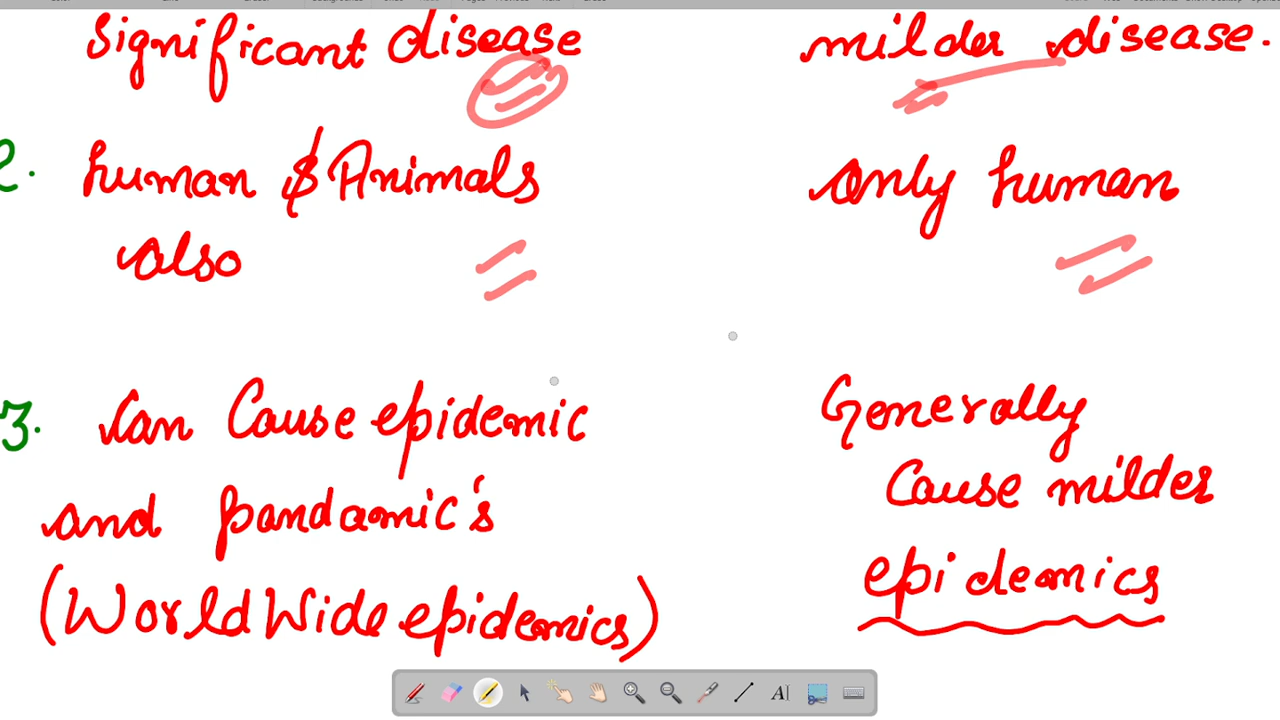 significant disease
milder disease.
2. human & Animals
also
only human
3. Can Cause epidemic
and pandamic's
(World Wide epidemics)
Generally
Cause milder
epidemics